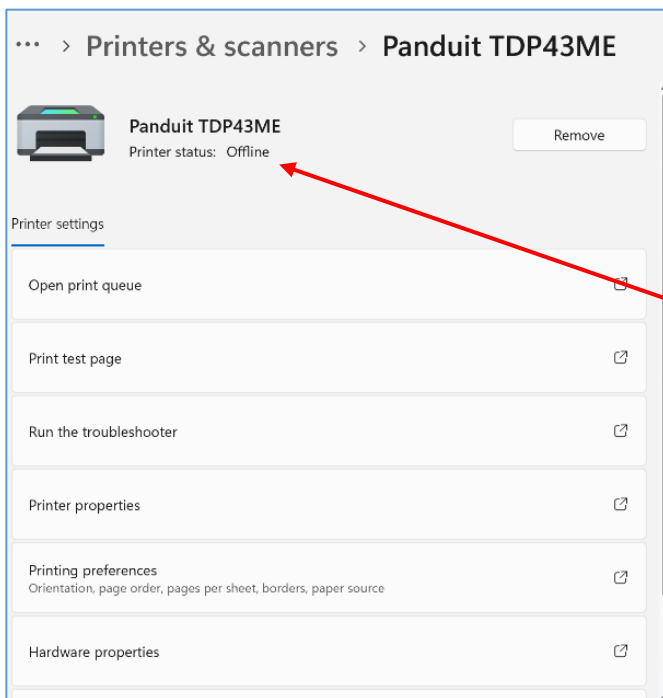 ··· > Printers & scanners > Panduit TDP43ME
Panduit TDP43ME
Printer status: Offline
Remove
Printer settings
Open print queue
Print test page
Run the troubleshooter
Printer properties
Printing preferences
Orientation, page order, pages per sheet, borders, paper source
Hardware properties